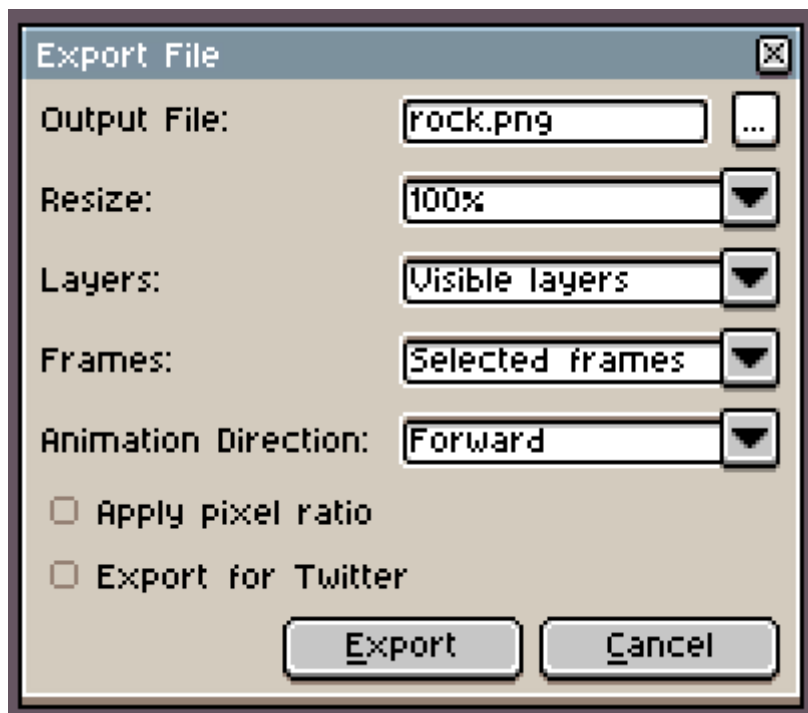 Export File
Output File: rock.png ...
Resize: 100%
Layers: Visible layers
Frames: Selected frames
Animation Direction: Forward
Apply pixel ratio
Export for Twitter
Export Cancel